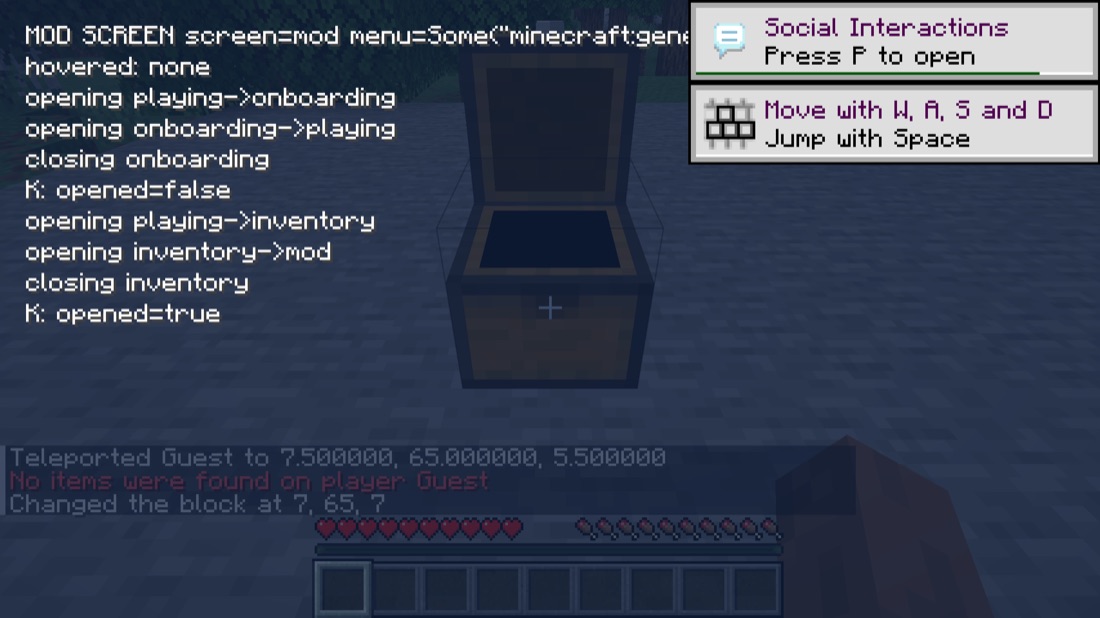 MOD SCREEN screen=mod menu=Some("minecraft:gene
hovered: none
opening playing->onboarding
opening onboarding->playing
closing onboarding
K: opened=false
opening playing->inventory
opening inventory->mod
closing inventory
K: opened=true
Social Interactions
Press P to open
Move with W, A, S and D
Jump with Space
Teleported Guest to 7.500000, 65.000000, 5.500000
No items were found on player Guest
Changed the block at 7, 65, 7